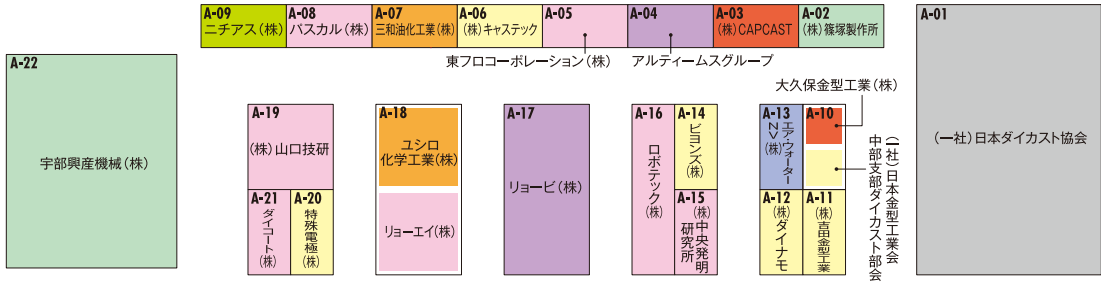 A-09
ニチアス(株)
A-08
パスカル(株)
A-07
三和油化工業(株)
A-06
(株)キャステック
A-05
A-04
A-03
(株)CAPCAST
A-02
(株)篠塚製作所
A-01
(一社)日本ダイカスト協会
東フロコーポレーション(株)
アルティームスグループ
A-22
宇部興産機械(株)
A-19
(株)山口技研
A-21
ダイコート(株)
A-20
特殊電極(株)
A-18
ユシロ
化学工業(株)
リョーエイ(株)
A-17
リョービ(株)
A-16
ロボテック(株)
A-14
ビヨンズ(株)
A-15
(株)中央発明
研究所
A-13
エア・ウォーター
NV(株)
A-10
大久保金型工業(株)
A-12
(株)ダイナモ
A-11
(株)吉田金型工業
(一社)日本金型工業会
中部支部ダイカスト部会